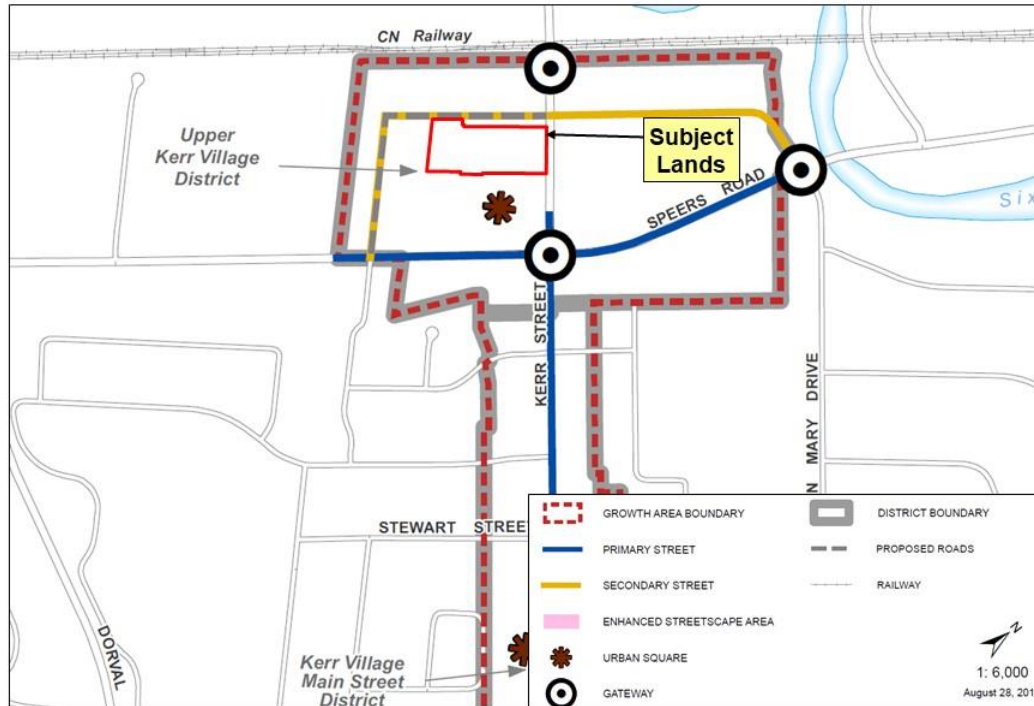 CN Railway
Upper
Kerr Village
District
Subject
Lands
SPEERS ROAD
Six
KERR STREET
MARY DRIVE
STEWART STREET
DORVAL
Kerr Village
Main Street
District
GROWTH AREA BOUNDARY
PRIMARY STREET
SECONDARY STREET
ENHANCED STREETSCAPE AREA
URBAN SQUARE
GATEWAY
DISTRICT BOUNDARY
PROPOSED ROADS
RAILWAY
N
1: 6,000
August 28, 201